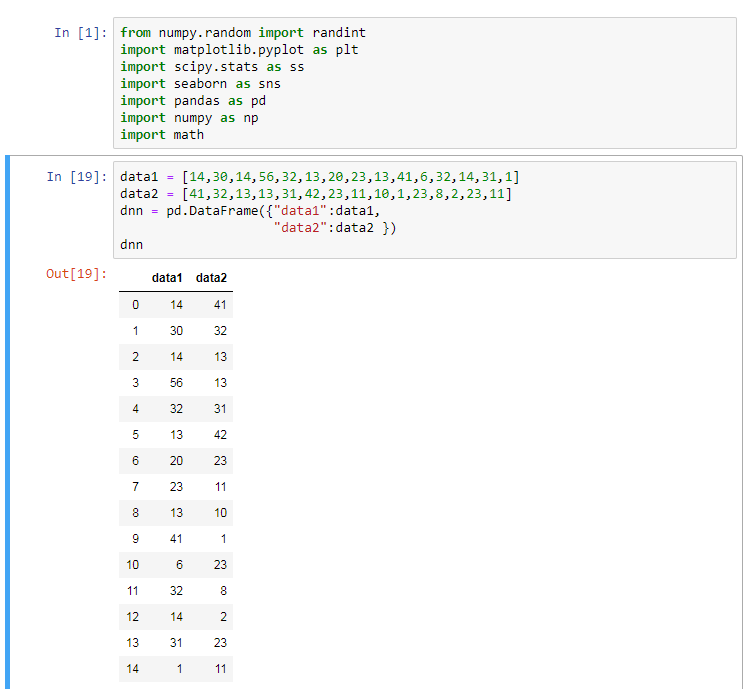 In [1]: from numpy.random import randint
import matplotlib.pyplot as plt
import scipy.stats as ss
import seaborn as sns
import pandas as pd
import numpy as np
import math
In [19]: data1 = [14,30,14,56,32,13,20,23,13,41,6,32,14,31,1]
data2 = [41,32,13,13,31,42,23,11,10,1,23,8,2,23,11]
dnn = pd.DataFrame({"data1":data1,
"data2":data2 })
dnn
Out[19]:
data1 data2
0 14 41
1 30 32
2 14 13
3 56 13
4 32 31
5 13 42
6 20 23
7 23 11
8 13 10
9 41 1
10 6 23
11 32 8
12 14 2
13 31 23
14 1 11